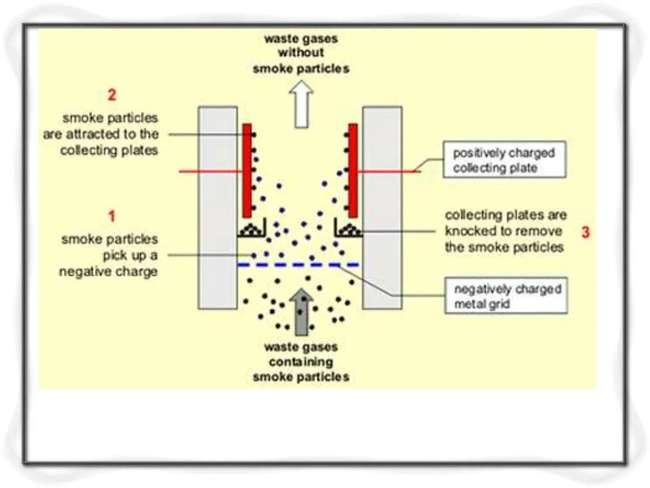 waste gases
without
smoke particles
2
smoke particles
are attracted to the
collecting plates
positively charged
collecting plate
1
smoke particles
pick up a
negative charge
collecting plates are
knocked to remove
the smoke particles
3
negatively charged
metal grid
waste gases
containing
smoke particles